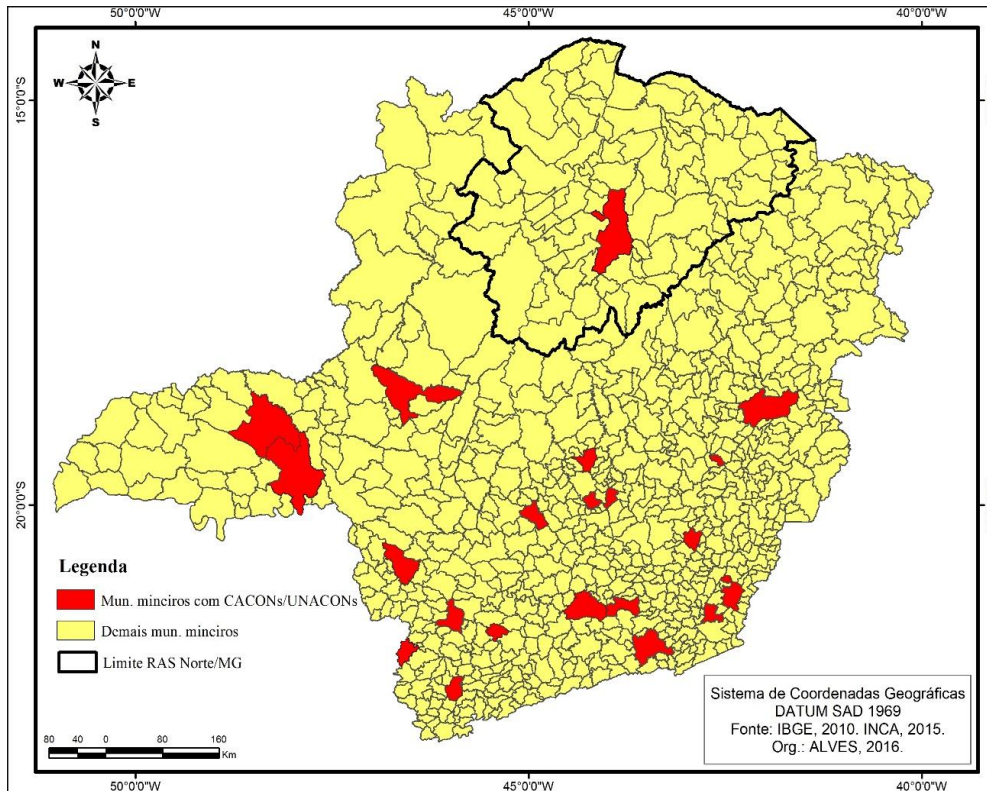 50°0'0"W
45°0'0"W
40°0'0"W
N
W E
S
15°0'0"S
20°0'0"S
Legenda
Mun. mineiros com CACONs/UNACONs
Demais mun. mineiros
Limite RAS Norte/MG
80 40 0 80 160
Km
Sistema de Coordenadas Geográficas
DATUM SAD 1969
Fonte: IBGE, 2010. INCA, 2015.
Org.: ALVES, 2016.
50°0'0"W
45°0'0"W
40°0'0"W